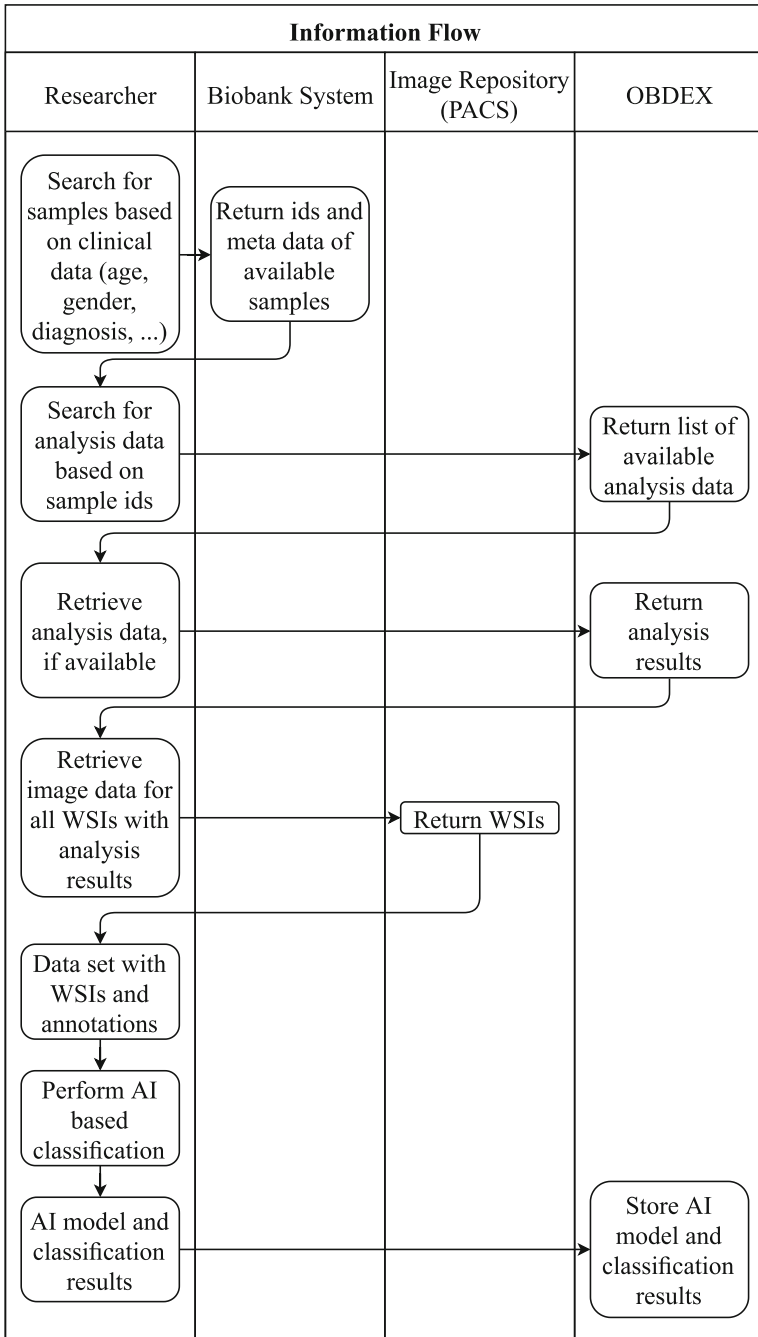 Information Flow
Researcher
Biobank System
Image Repository
(PACS)
OBDEX
Search for
samples based
on clinical
data (age,
gender,
diagnosis, ...)
Return ids and
meta data of
available
samples
Search for
analysis data
based on
sample ids
Return list of
available
analysis data
Retrieve
analysis data,
if available
Return
analysis
results
Retrieve
image data for
all WSIs with
analysis
results
Return WSIs
Data set with
WSIs and
annotations
Perform AI
based
classification
AI model and
classification
results
Store AI
model and
classification
results